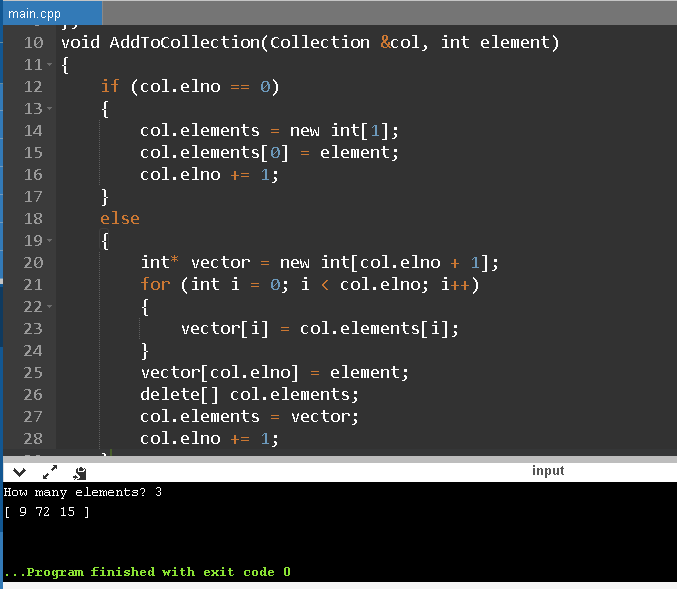 main.cpp
10 void AddToCollection(Collection &col, int element)
11 {
12 if (col.elno == 0)
13 {
14 col.elements = new int[1];
15 col.elements[0] = element;
16 col.elno += 1;
17 }
18 else
19 {
20 int* vector = new int[col.elno + 1];
21 for (int i = 0; i < col.elno; i++)
22 {
23 vector[i] = col.elements[i];
24 }
25 vector[col.elno] = element;
26 delete[] col.elements;
27 col.elements = vector;
28 col.elno += 1;
input
How many elements? 3
[ 9 72 15 ]
...Program finished with exit code 0